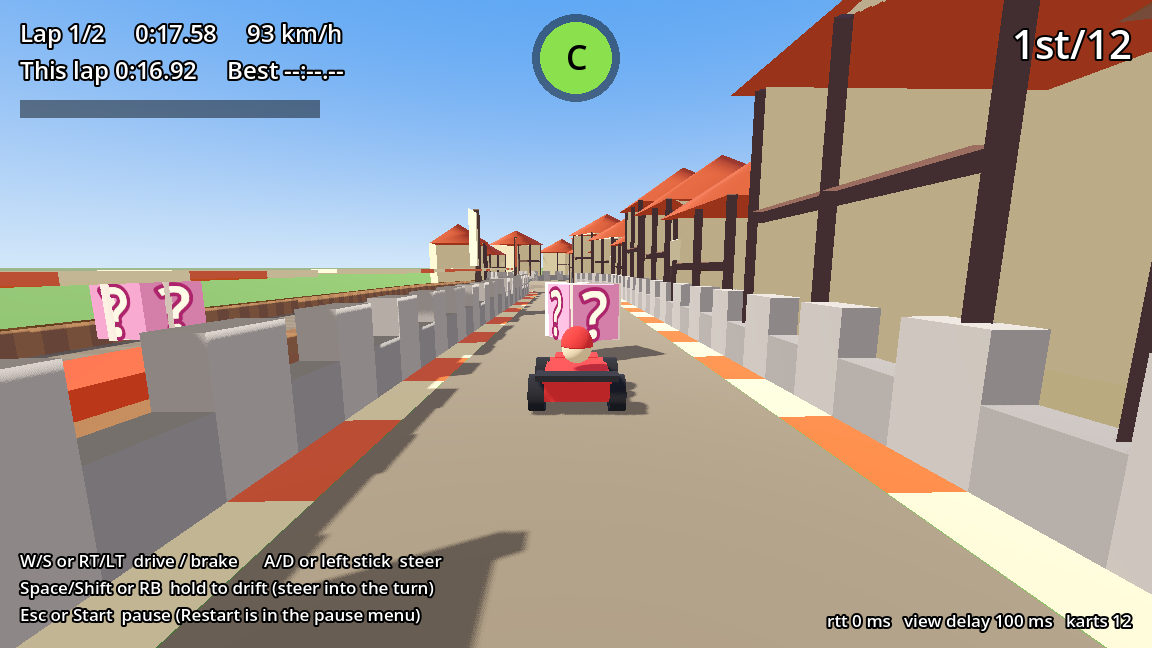 Lap 1/2 0:17.58 93 km/h
This lap 0:16.92 Best --:--.--
C
1st/12
? ?
? ?
W/S or RT/LT drive / brake A/D or left stick steer
Space/Shift or RB hold to drift (steer into the turn)
Esc or Start pause (Restart is in the pause menu)
rtt 0 ms view delay 100 ms karts 12